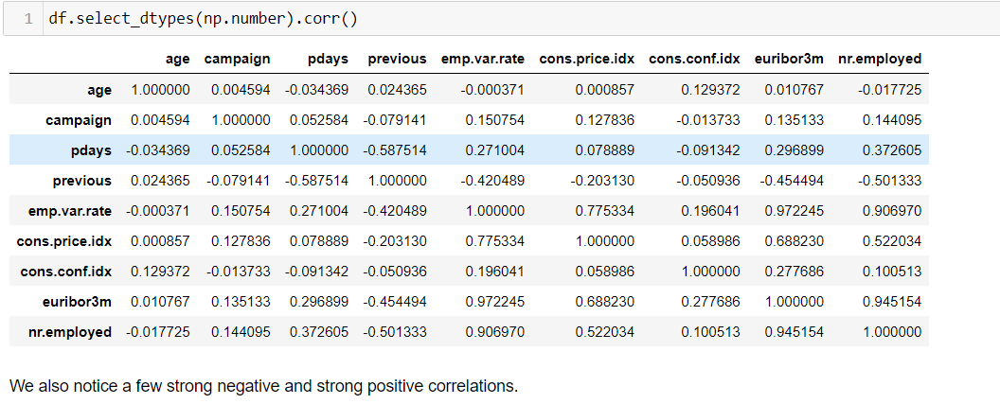 1 df.select_dtypes(np.number).corr()
age campaign pdays previous emp.var.rate cons.price.idx cons.conf.idx euribor3m nr.employed
age 1.000000 0.004594 -0.034369 0.024365 -0.000371 0.000857 0.129372 0.010767 -0.017725
campaign 0.004594 1.000000 0.052584 -0.079141 0.150754 0.127836 -0.013733 0.135133 0.144095
pdays -0.034369 0.052584 1.000000 -0.587514 0.271004 0.078889 -0.091342 0.296899 0.372605
previous 0.024365 -0.079141 -0.587514 1.000000 -0.420489 -0.203130 -0.050936 -0.454494 -0.501333
emp.var.rate -0.000371 0.150754 0.271004 -0.420489 1.000000 0.775334 0.196041 0.972245 0.906970
cons.price.idx 0.000857 0.127836 0.078889 -0.203130 0.775334 1.000000 0.058986 0.688230 0.522034
cons.conf.idx 0.129372 -0.013733 -0.091342 -0.050936 0.196041 0.058986 1.000000 0.277686 0.100513
euribor3m 0.010767 0.135133 0.296899 -0.454494 0.972245 0.688230 0.277686 1.000000 0.945154
nr.employed -0.017725 0.144095 0.372605 -0.501333 0.906970 0.522034 0.100513 0.945154 1.000000
We also notice a few strong negative and strong positive correlations.